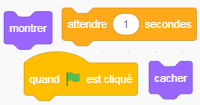 montrer
attendre 1 secondes
quand est cliqué
cacher